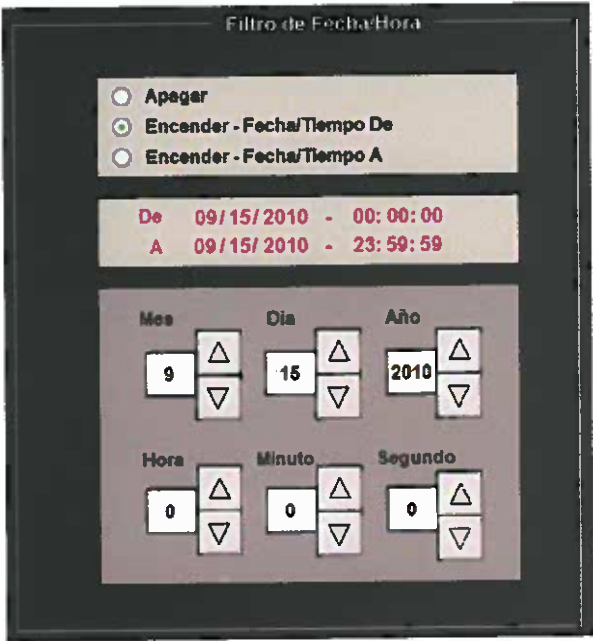 Filtro de Fecha/Hora
Apagar
Encender - Fecha/Tiempo De
Encender - Fecha/Tiempo A
De 09/15/2010 - 00:00:00
A 09/15/2010 - 23:59:59
Mes Dia Año
9 15 2010
Hora Minuto Segundo
0 0 0